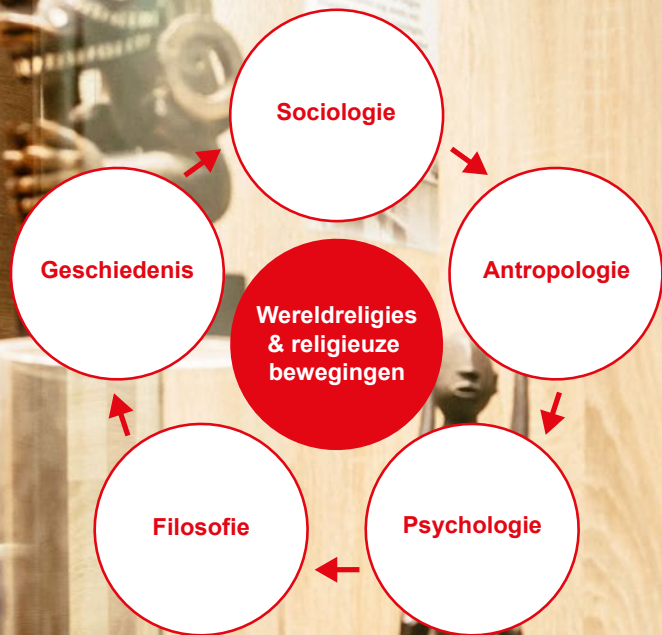 Sociologie
Geschiedenis
Antropologie
Wereldreligies
& religieuze
bewegingen
Filosofie
Psychologie